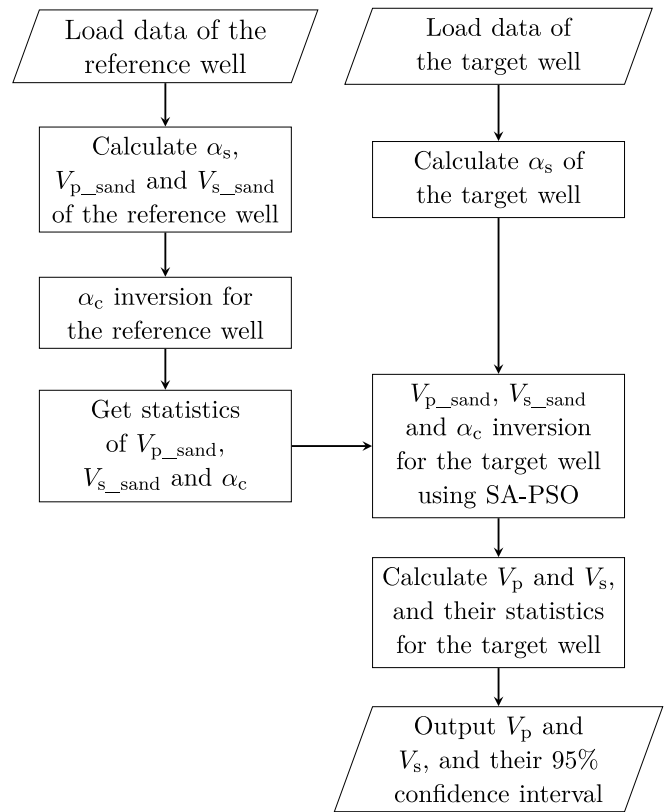 Load data of the
reference well
Calculate αs,
Vp_sand and Vs_sand
of the reference well
αc inversion for
the reference well
Get statistics
of Vp_sand,
Vs_sand and αc
Load data of
the target well
Calculate αs of
the target well
Vp_sand, Vs_sand
and αc inversion
for the target well
using SA-PSO
Calculate Vp and Vs,
and their statistics
for the target well
Output Vp and
Vs, and their 95%
confidence interval